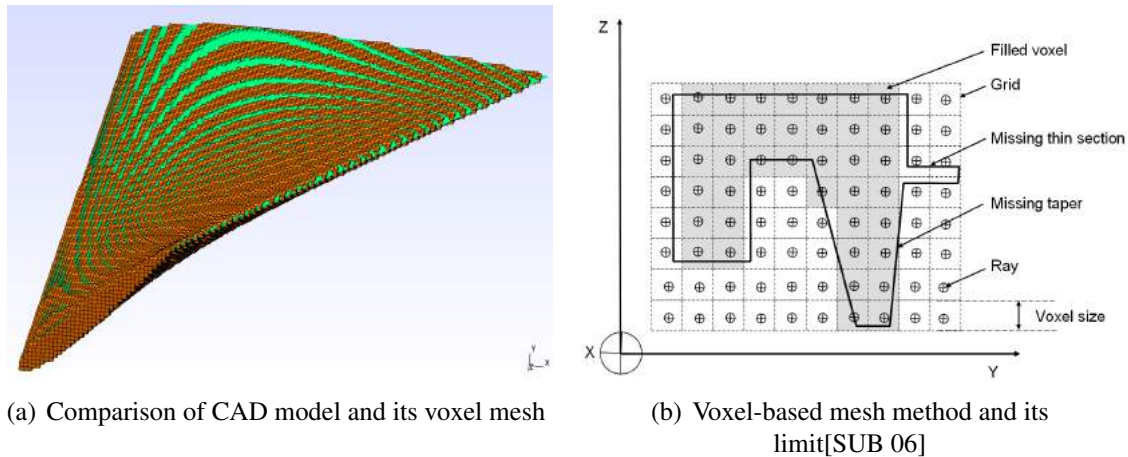 Z
Filled voxel
Grid
Missing thin section
Missing taper
Ray
Voxel size
X
Y
Y
X
(a) Comparison of CAD model and its voxel mesh
(b) Voxel-based mesh method and its
limit[SUB 06]